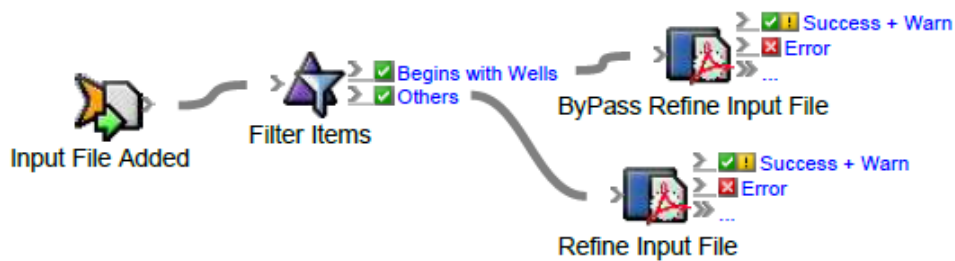 Success + Warn
Error
...
ByPass Refine Input File
Begins with Wells
Others
Filter Items
Input File Added
Success + Warn
Error
...
Refine Input File